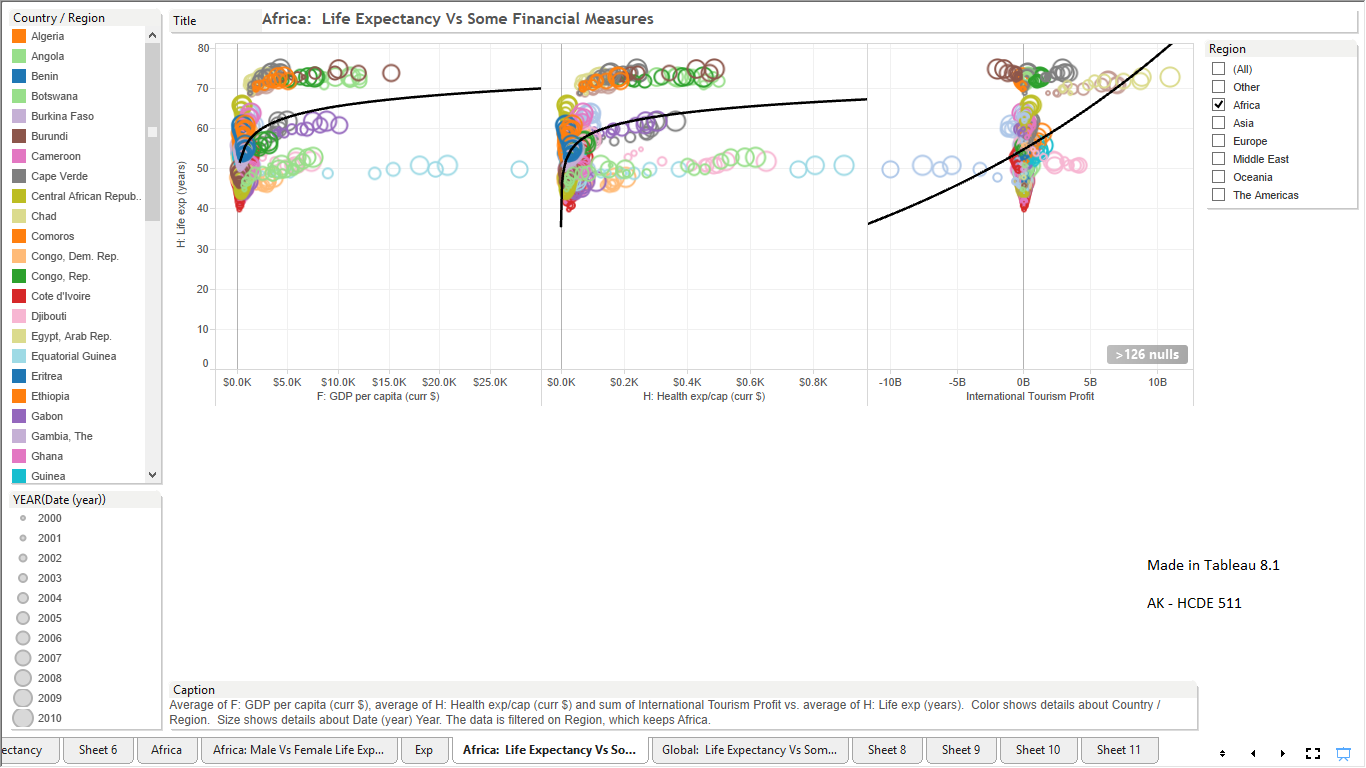 Country / Region
Algeria
Angola
Benin
Botswana
Burkina Faso
Burundi
Cameroon
Cape Verde
Central African Repub..
Chad
Comoros
Congo, Dem. Rep.
Congo, Rep.
Cote d'Ivoire
Djibouti
Egypt, Arab Rep.
Equatorial Guinea
Eritrea
Ethiopia
Gabon
Gambia, The
Ghana
Guinea
YEAR(Date (year))
2000
2001
2002
2003
2004
2005
2006
2007
2008
2009
2010
Title
Africa: Life Expectancy Vs Some Financial Measures
H: Life exp (years)
80
70
60
50
40
30
20
10
0
$0.0K $5.0K $10.0K $15.0K $20.0K $25.0K
F: GDP per capita (curr $)
$0.0K $0.2K $0.4K $0.6K $0.8K
H: Health exp/cap (curr $)
-10B -5B 0B 5B 10B
International Tourism Profit
>126 nulls
Region
(All)
Other
Africa
Asia
Europe
Middle East
Oceania
The Americas
Made in Tableau 8.1
AK - HCDE 511
Caption
Average of F: GDP per capita (curr $), average of H: Health exp/cap (curr $) and sum of International Tourism Profit vs. average of H: Life exp (years). Color shows details about Country /
Region. Size shows details about Date (year) Year. The data is filtered on Region, which keeps Africa.
ectancy Sheet 6 Africa Africa: Male Vs Female Life Exp... Exp Africa: Life Expectancy Vs So... Global: Life Expectancy Vs Som... Sheet 8 Sheet 9 Sheet 10 Sheet 11